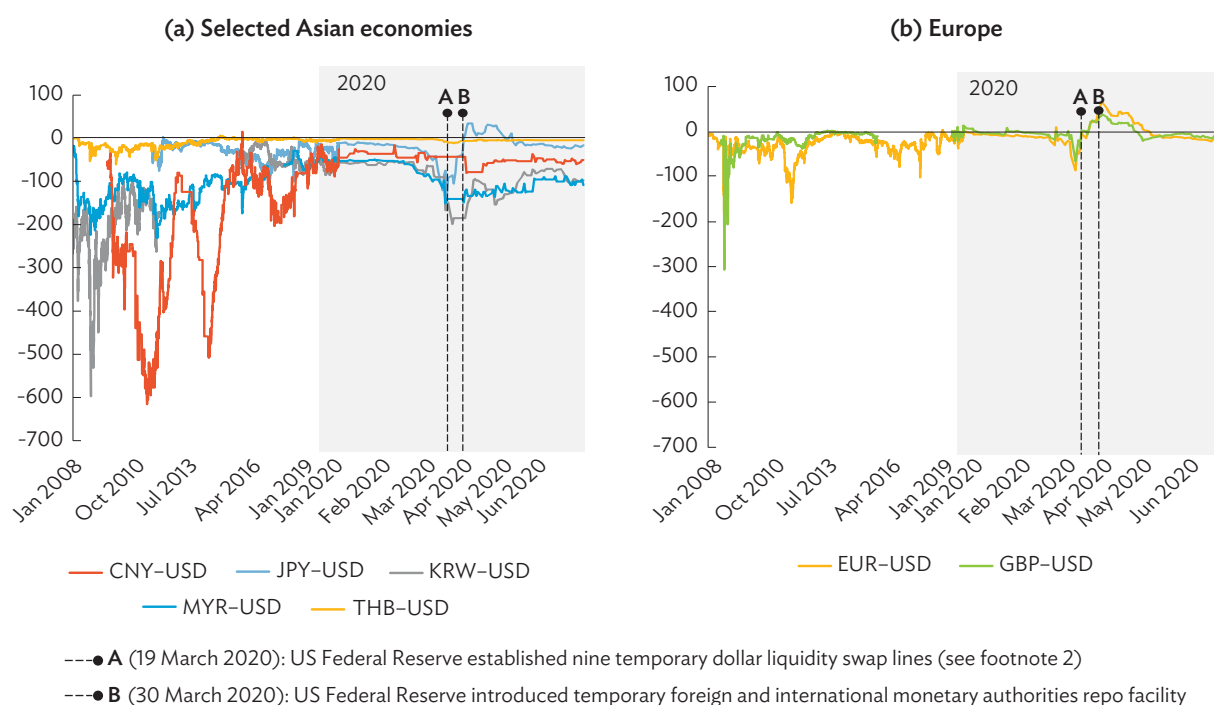 (a) Selected Asian economies
100
0
-100
-200
-300
-400
-500
-600
-700
2020
A B
Jan 2008
Oct 2010
Jul 2013
Apr 2016
Jan 2019
Jan 2020
Feb 2020
Mar 2020
Apr 2020
May 2020
Jun 2020
CNY–USD JPY–USD KRW–USD
MYR–USD THB–USD
(b) Europe
100
0
-100
-200
-300
-400
-500
-600
-700
2020
A B
Jan 2008
Oct 2010
Jul 2013
Apr 2016
Jan 2019
Jan 2020
Feb 2020
Mar 2020
Apr 2020
May 2020
Jun 2020
EUR–USD GBP–USD
A (19 March 2020): US Federal Reserve established nine temporary dollar liquidity swap lines (see footnote 2)
B (30 March 2020): US Federal Reserve introduced temporary foreign and international monetary authorities repo facility